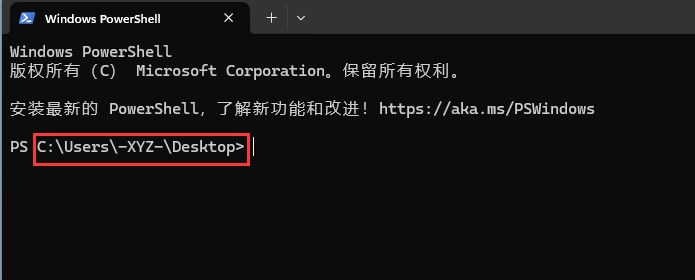 Windows PowerShell
Windows PowerShell
版权所有（C） Microsoft Corporation。保留所有权利。
安装最新的 PowerShell，了解新功能和改进！https://aka.ms/PSWindows
PS C:\Users\-XYZ-\Desktop>